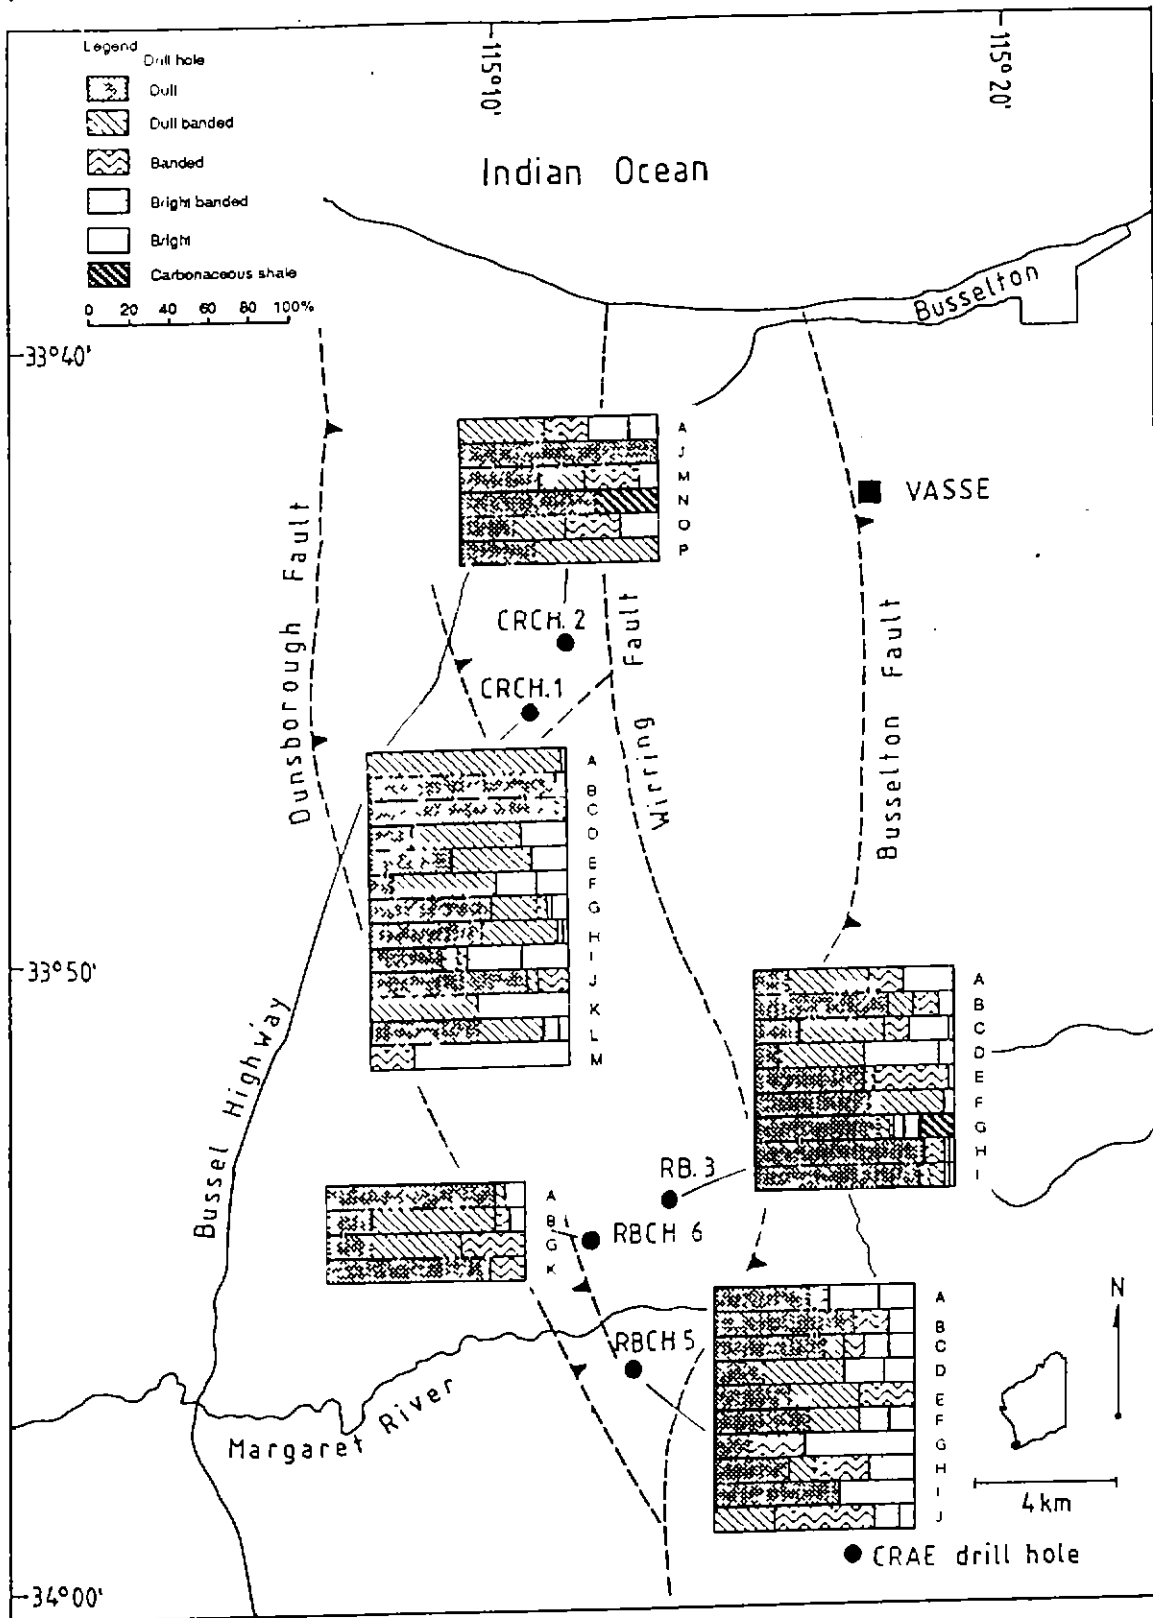 Legend
Drill hole
Dull
Dull banded
Banded
Bright banded
Bright
Carbonaceous shale
0 20 40 60 80 100%
115°10'
115°20'
Indian Ocean
Busselton
33°40'
A
J
M
N
O
P
VASSE
Dunsborough Fault
CRCH. 2
CRCH. 1
Wirring Fault
Busselton Fault
A
B
C
D
E
F
G
H
I
J
K
L
M
33°50'
A
B
C
D
E
F
G
H
I
Bussel Highway
RB. 3
A
B
G
K
RBCH 6
RBCH 5
A
B
C
D
E
F
G
H
I
J
N
Margaret River
4km
CRAE drill hole
34°00'